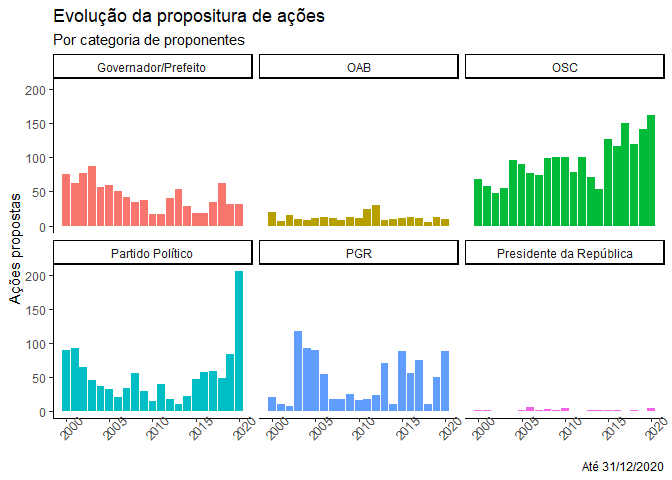 Evolução da propositura de ações
Por categoria de proponentes
Governador/Prefeito
OAB
OSC
200
150
100
50
0
Ações propostas
Partido Político
PGR
Presidente da República
200
150
100
50
0
2000
2005
2010
2015
2020
2000
2005
2010
2015
2020
2000
2005
2010
2015
2020
Até 31/12/2020